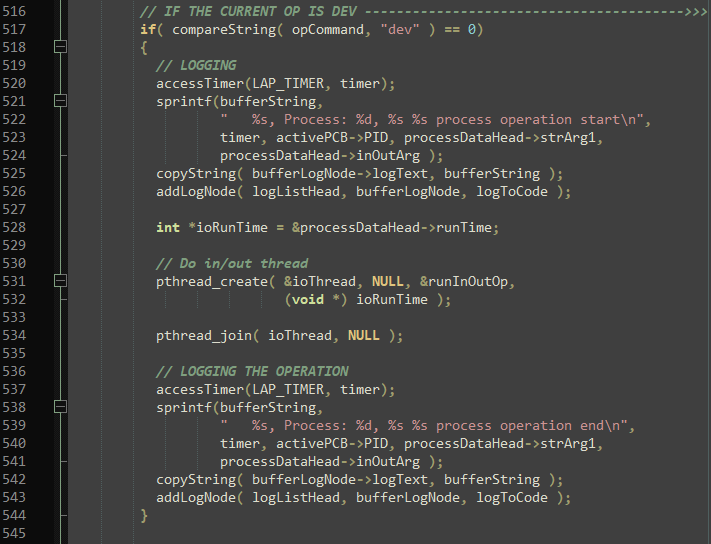 516 // IF THE CURRENT OP IS DEV ---------------------------------------->>>
517 if( compareString( opCommand, "dev" ) == 0)
518 {
519 // LOGGING
520 accessTimer(LAP_TIMER, timer);
521 sprintf(bufferString,
522 "   %s, Process: %d, %s %s process operation start\n",
523 timer, activePCB->PID, processDataHead->strArg1,
524 processDataHead->inOutArg );
525 copyString( bufferLogNode->logText, bufferString );
526 addLogNode( logListHead, bufferLogNode, logToCode );
527
528 int *ioRunTime = &processDataHead->runTime;
529
530 // Do in/out thread
531 pthread_create( &ioThread, NULL, &runInOutOp,
532 (void *) ioRunTime );
533
534 pthread_join( ioThread, NULL );
535
536 // LOGGING THE OPERATION
537 accessTimer(LAP_TIMER, timer);
538 sprintf(bufferString,
539 "   %s, Process: %d, %s %s process operation end\n",
540 timer, activePCB->PID, processDataHead->strArg1,
541 processDataHead->inOutArg );
542 copyString( bufferLogNode->logText, bufferString );
543 addLogNode( logListHead, bufferLogNode, logToCode );
544 }
545